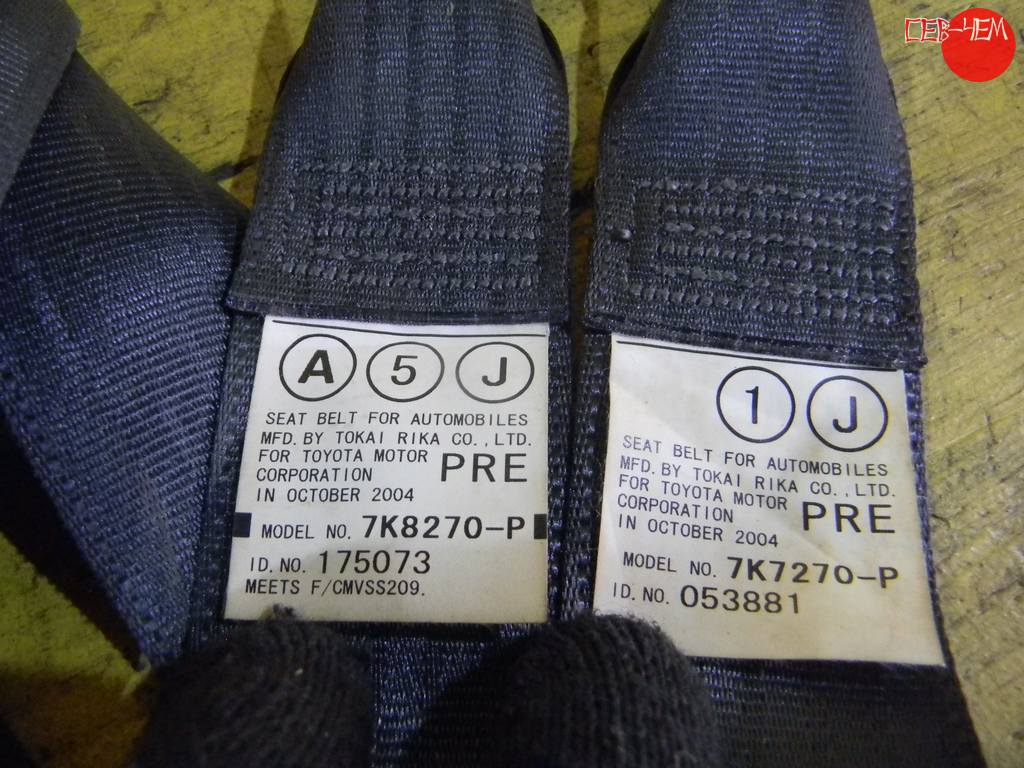 СЕВ-ЧЕМ
A 5 J
SEAT BELT FOR AUTOMOBILES
MFD. BY TOKAI RIKA CO.,LTD.
FOR TOYOTA MOTOR
CORPORATION PRE
IN OCTOBER 2004
MODEL NO. 7K8270-P
ID. NO. 175073
MEETS F/CMVSS209.
1 J
SEAT BELT FOR AUTOMOBILES
MFD. BY TOKAI RIKA CO.,LTD.
FOR TOYOTA MOTOR
CORPORATION PRE
IN OCTOBER 2004
MODEL NO. 7K7270-P
ID. NO. 053881